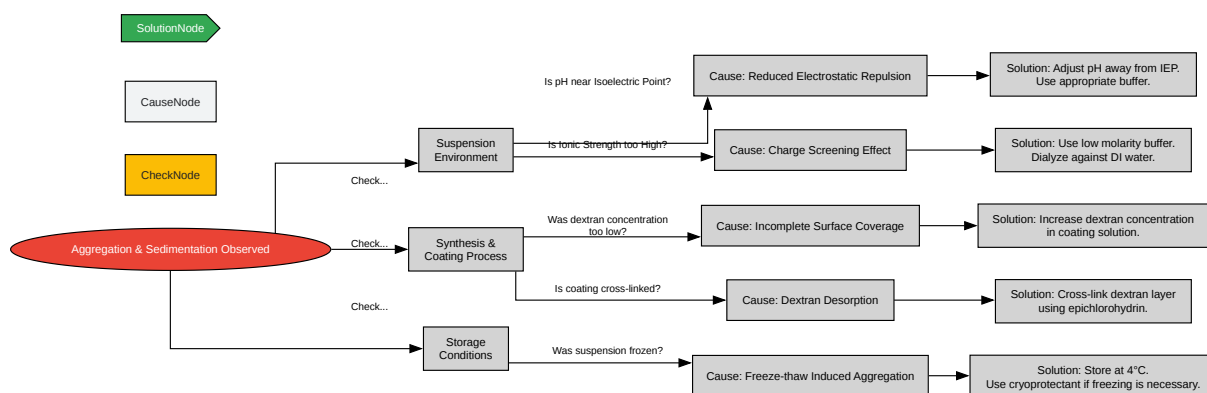 SolutionNode
CauseNode
CheckNode
Aggregation & Sedimentation Observed
Check...
Check...
Check...
Suspension
Environment
Is pH near Isoelectric Point?
Cause: Reduced Electrostatic Repulsion
Solution: Adjust pH away from IEP.
Use appropriate buffer.
Is Ionic Strength too High?
Cause: Charge Screening Effect
Solution: Use low molarity buffer.
Dialyze against DI water.
Synthesis &
Coating Process
Was dextran concentration
too low?
Cause: Incomplete Surface Coverage
Solution: Increase dextran concentration
in coating solution.
Is coating cross-linked?
Cause: Dextran Desorption
Solution: Cross-link dextran layer
using epichlorohydrin.
Storage
Conditions
Was suspension frozen?
Cause: Freeze-thaw Induced Aggregation
Solution: Store at 4°C.
Use cryoprotectant if freezing is necessary.